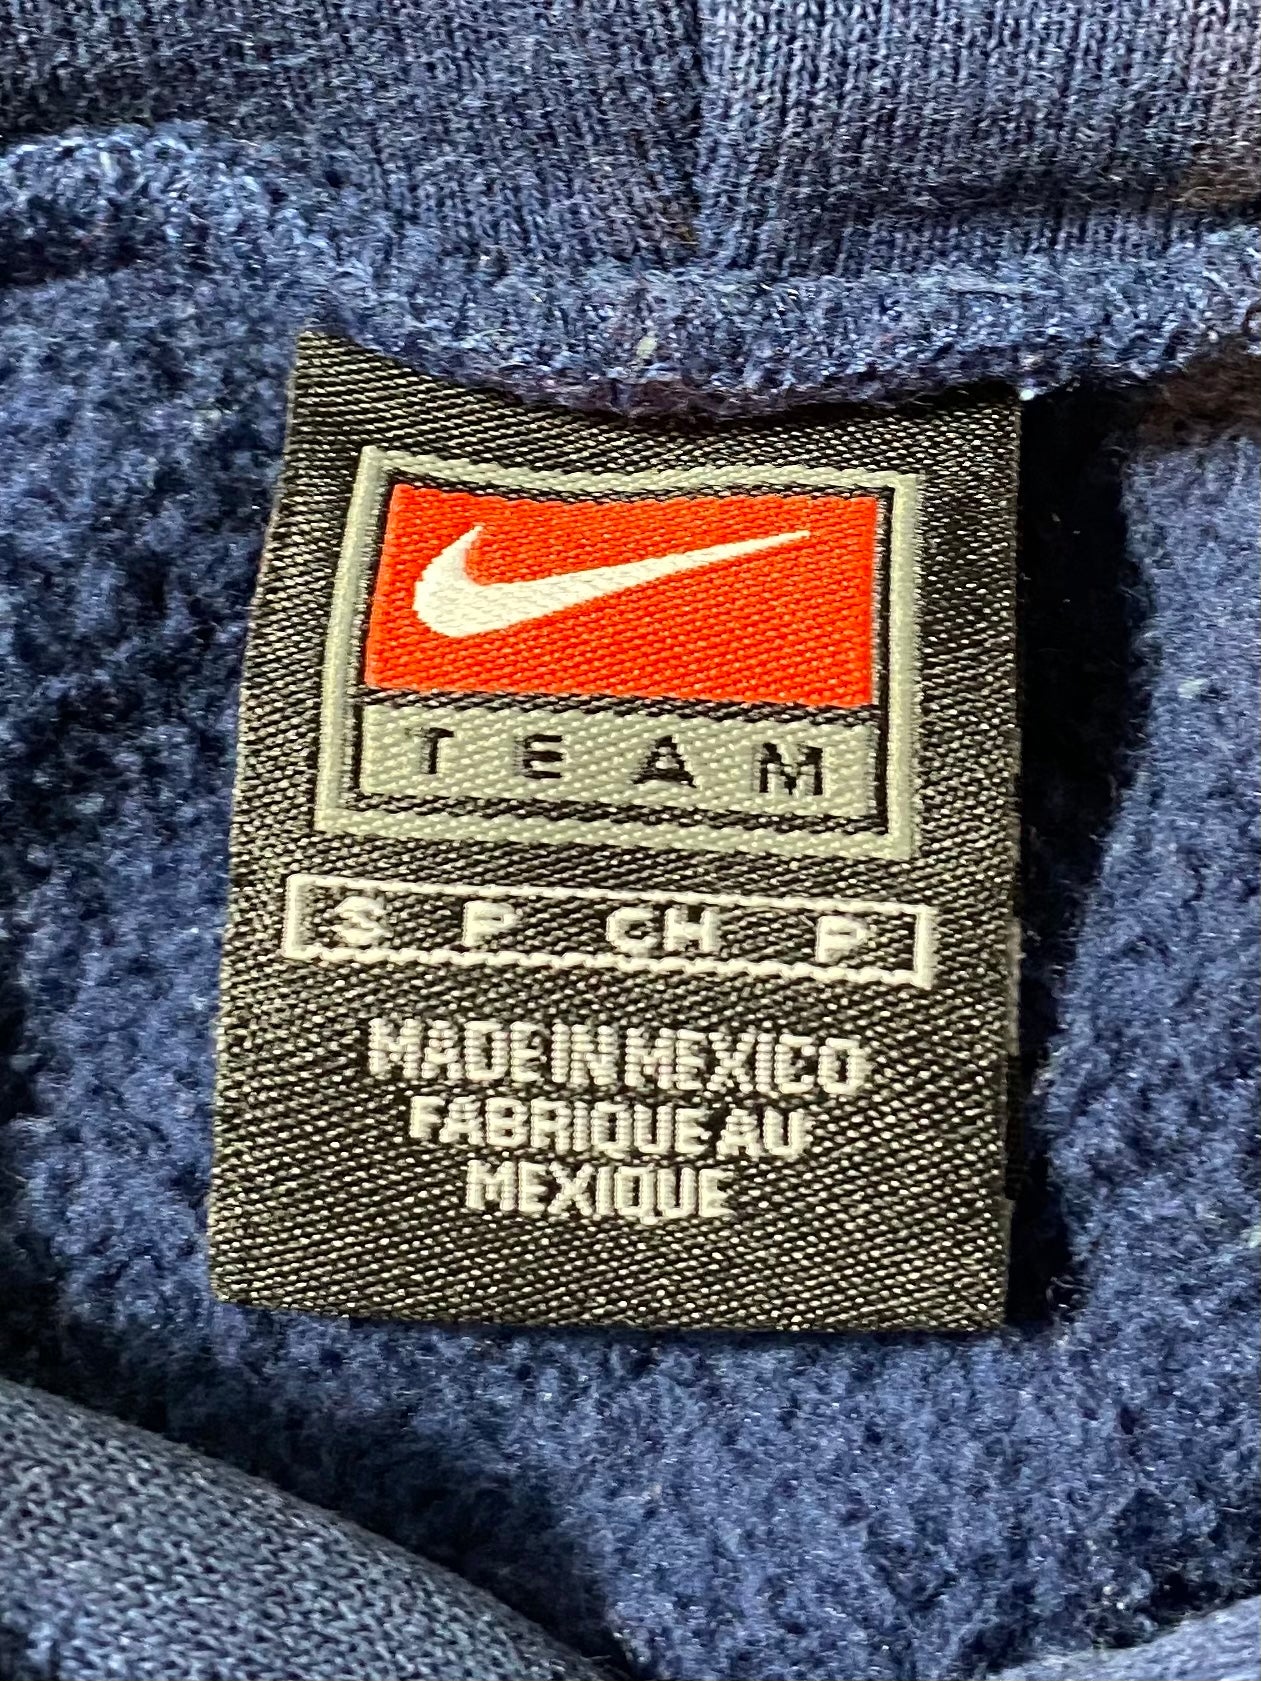 TEAM
S P CH P
MADE IN MEXICO
FABRIQUE AU
MEXIQUE